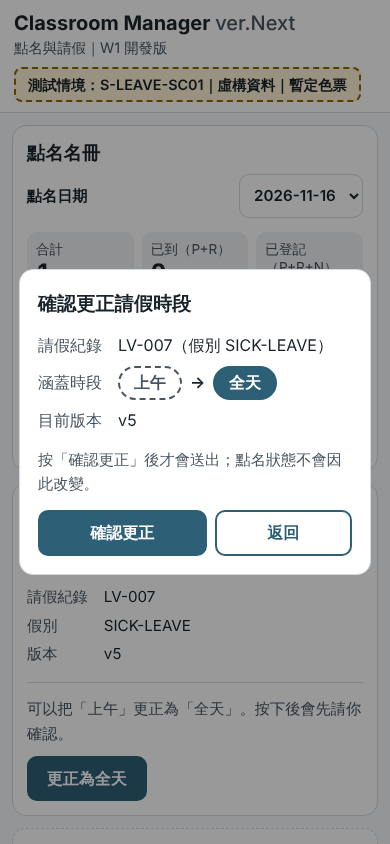 Classroom Manager ver.Next
點名與請假｜W1 開發版
測試情境：S-LEAVE-SC01｜虛構資料｜暫定色票
點名名冊
點名日期
2026-11-16
合計
已到（P+R）
已登記
（P+R+N）
確認更正請假時段
請假紀錄 LV-007（假別 SICK-LEAVE）
涵蓋時段 上午 → 全天
目前版本 v5
按「確認更正」後才會送出；點名狀態不會因
此改變。
確認更正 返回
請假紀錄 LV-007
假別 SICK-LEAVE
版本 v5
可以把「上午」更正為「全天」。按下後會先請你
確認。
更正為全天